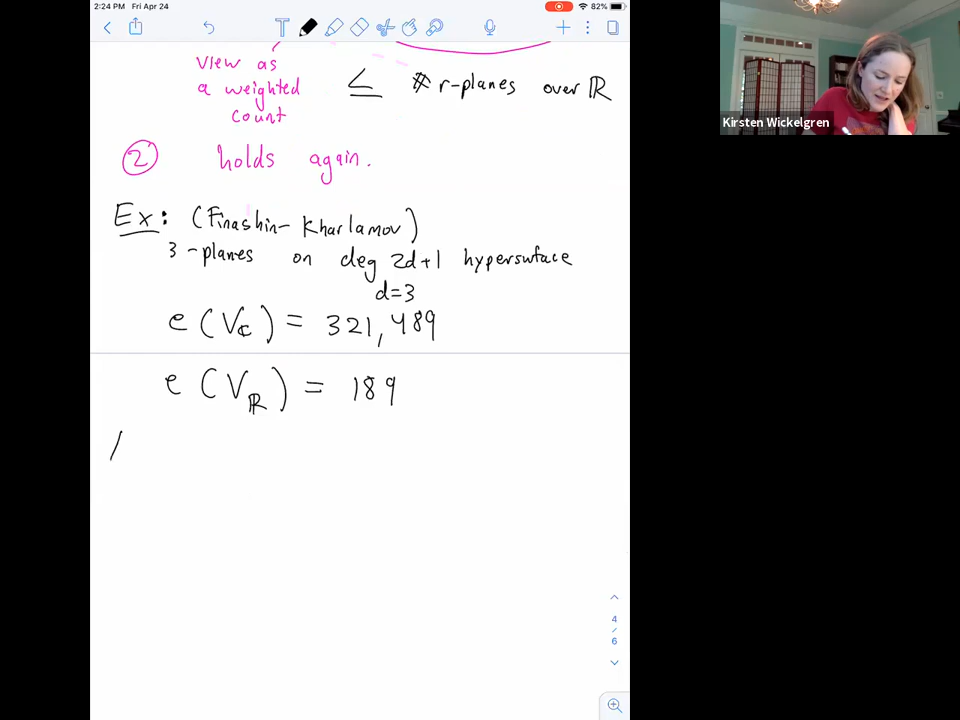 2:24 PM Fri Apr 24
82%
view as
a weighted
count
≤ # r-planes over ℝ
② holds again.
Ex: (Finashin-Kharlamov)
3-planes on deg 2d+1 hypersurface
d=3
e(V_ℂ) = 321,489
e(V_ℝ) = 189
4
/
6
Kirsten Wickelgren